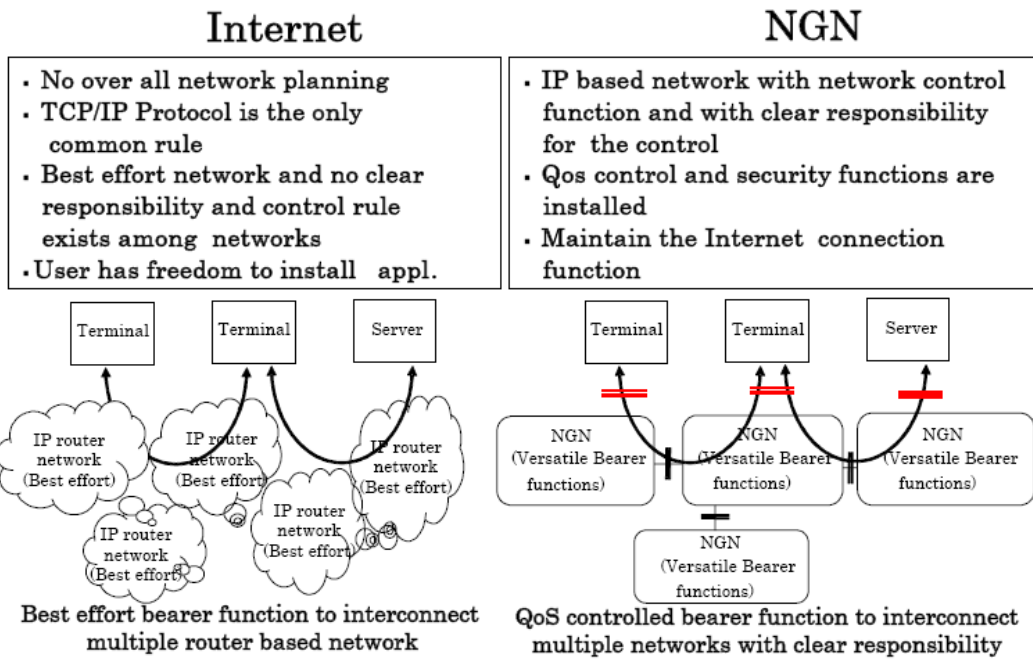 Internet
· No over all network planning
· TCP/IP Protocol is the only
common rule
· Best effort network and no clear
responsibility and control rule
exists among networks
· User has freedom to install appl.
NGN
· IP based network with network control
function and with clear responsibility
for the control
· Qos control and security functions are
installed
· Maintain the Internet connection
function
Terminal
Terminal
Server
IP router
network
(Best effort)
IP router
network
(Best effort)
IP router
network
(Best effort)
IP router
network
(Best effort)
IP router
network
(Best effort)
Best effort bearer function to interconnect
multiple router based network
Terminal
Terminal
Server
NGN
(Versatile Bearer
functions)
NGN
(Versatile Bearer
functions)
NGN
(Versatile Bearer
functions)
NGN
(Versatile Bearer
functions)
QoS controlled bearer function to interconnect
multiple networks with clear responsibility